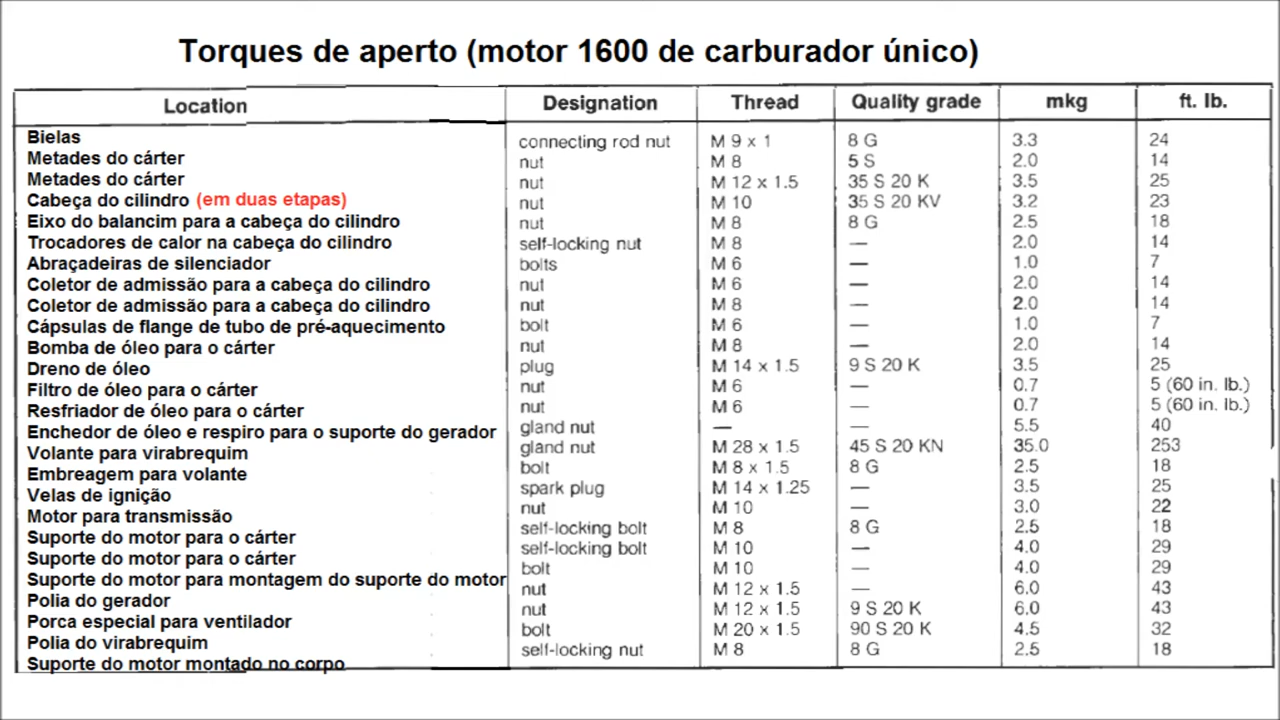 Torques de aperto (motor 1600 de carburador único)
Location Designation Thread Quality grade mkg ft. lb.
Bielas connecting rod nut M 9 x 1 8 G 3.3 24
Metades do cárter nut M 8 5 S 2.0 14
Metades do cárter nut M 12 x 1.5 35 S 20 K 3.5 25
Cabeça do cilindro (em duas etapas) nut M 10 35 S 20 KV 3.2 23
Eixo do balancim para a cabeça do cilindro nut M 8 8 G 2.5 18
Trocadores de calor na cabeça do cilindro self-locking nut M 8 — 2.0 14
Abraçadeiras de silenciador bolts M 6 — 1.0 7
Coletor de admissão para a cabeça do cilindro nut M 6 — 2.0 14
Coletor de admissão para a cabeça do cilindro nut M 8 — 2.0 14
Cápsulas de flange de tubo de pré-aquecimento bolt M 6 — 1.0 7
Bomba de óleo para o cárter nut M 8 — 2.0 14
Dreno de óleo plug M 14 x 1.5 9 S 20 K 3.5 25
Filtro de óleo para o cárter nut M 6 — 0.7 5 (60 in. lb.)
Resfriador de óleo para o cárter nut M 6 — 0.7 5 (60 in. lb.)
Enchedor de óleo e respiro para o suporte do gerador gland nut — — 5.5 40
Volante para virabrequim gland nut M 28 x 1.5 45 S 20 KN 35.0 253
Embreagem para volante bolt M 8 x 1.5 8 G 2.5 18
Velas de ignição spark plug M 14 x 1.25 — 3.5 25
Motor para transmissão nut M 10 — 3.0 22
Suporte do motor para o cárter self-locking bolt M 8 8 G 2.5 18
Suporte do motor para o cárter self-locking bolt M 10 — 4.0 29
Suporte do motor para montagem do suporte do motor bolt M 10 — 4.0 29
Polia do gerador nut M 12 x 1.5 — 6.0 43
Porca especial para ventilador nut M 12 x 1.5 9 S 20 K 6.0 43
Polia do virabrequim bolt M 20 x 1.5 90 S 20 K 4.5 32
Suporte do motor montado no corpo self-locking nut M 8 8 G 2.5 18